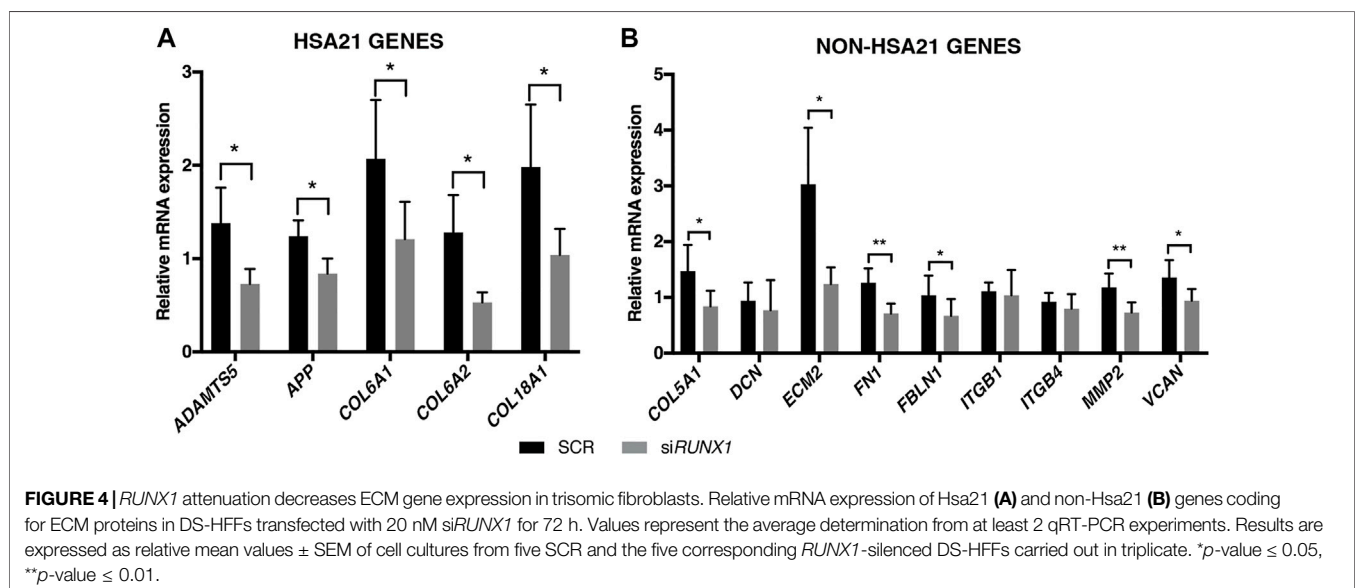 A
HSA21 GENES
Relative mRNA expression
3
2
1
0
*
*
*
*
*
ADAMTS5
APP
COL6A1
COL6A2
COL18A1
B
NON-HSA21 GENES
Relative mRNA expression
5
4
3
2
1
0
*
*
**
*
**
*
COL5A1
DCN
ECM2
FN1
FBLN1
ITGB1
ITGB4
MMP2
VCAN
SCR
siRUNX1
FIGURE 4 | RUNX1 attenuation decreases ECM gene expression in trisomic fibroblasts. Relative mRNA expression of Hsa21 (A) and non-Hsa21 (B) genes coding
for ECM proteins in DS-HFFs transfected with 20 nM siRUNX1 for 72 h. Values represent the average determination from at least 2 qRT-PCR experiments. Results are
expressed as relative mean values ± SEM of cell cultures from five SCR and the five corresponding RUNX1-silenced DS-HFFs carried out in triplicate. *p-value ≤ 0.05,
**p-value ≤ 0.01.